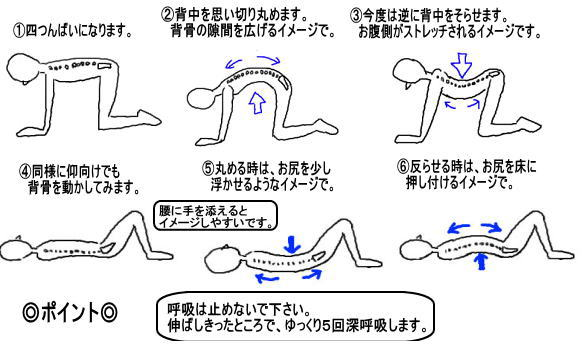 ①四つんばいになります。
②背中を思い切り丸めます。
背骨の隙間を広げるイメージで。
③今度は逆に背中をそらせます。
お腹側がストレッチされるイメージです。
④同様に仰向けでも
背骨を動かしてみます。
⑤丸める時は、お尻を少し
浮かせるようなイメージで。
腰に手を添えると
イメージしやすいです。
⑥反らせる時は、お尻を床に
押し付けるイメージで。
◎ポイント◎
呼吸は止めないで下さい。
伸ばしきったところで、ゆっくり5回深呼吸します。